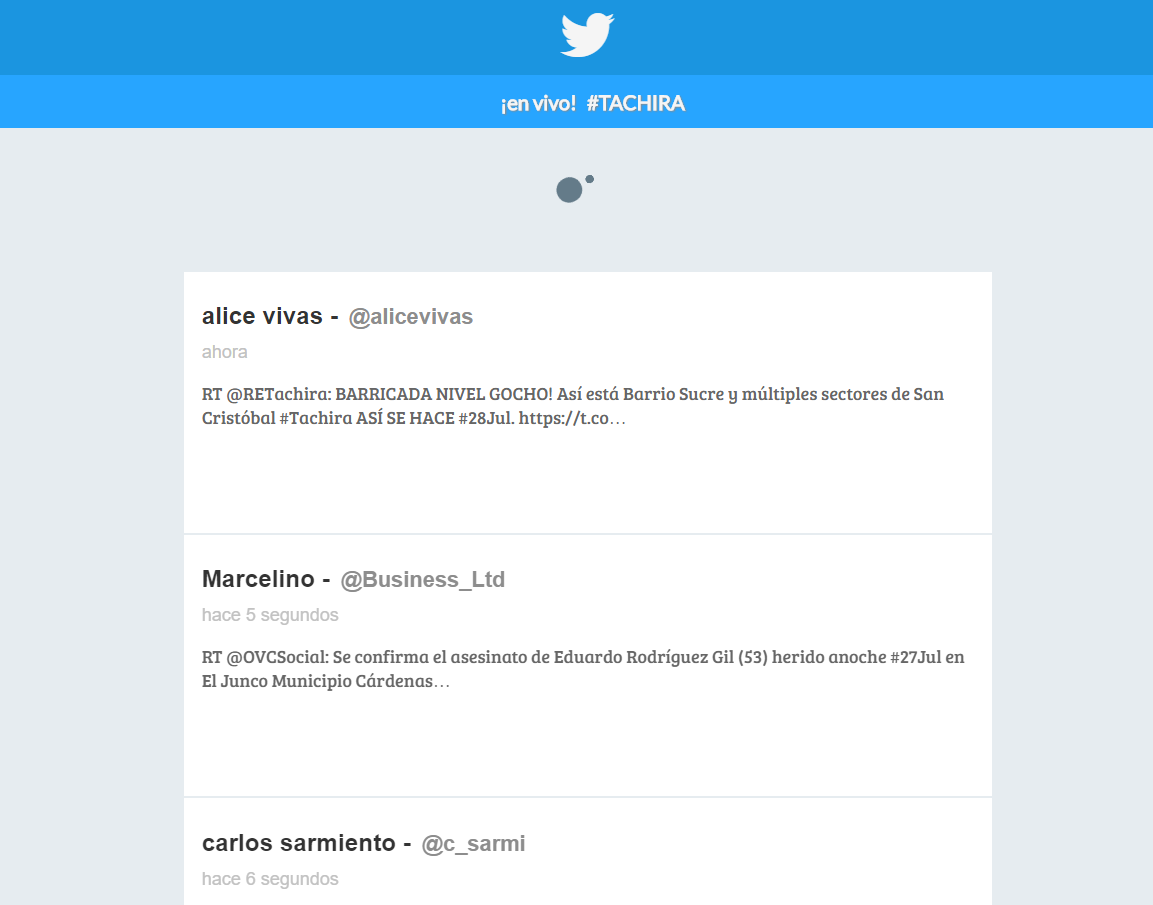 ¡en vivo! #TACHIRA
alice vivas - @alicevivas
ahora
RT @RETachira: BARRICADA NIVEL GOCHO! Así está Barrio Sucre y múltiples sectores de San
Cristóbal #Tachira ASÍ SE HACE #28Jul. https://t.co…
Marcelino - @Business_Ltd
hace 5 segundos
RT @OVCSocial: Se confirma el asesinato de Eduardo Rodríguez Gil (53) herido anoche #27Jul en
El Junco Municipio Cárdenas…
carlos sarmiento - @c_sarmi
hace 6 segundos